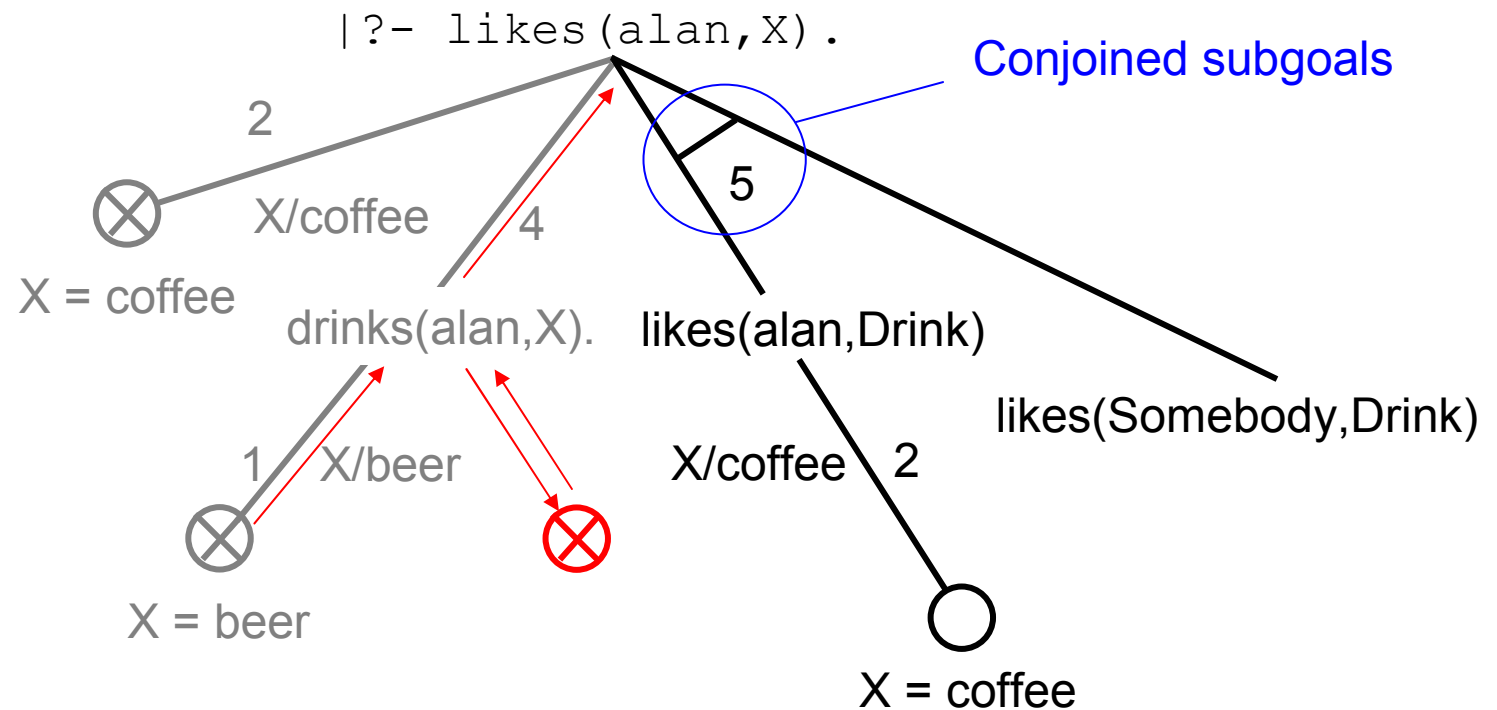 |?- likes(alan,X).
Conjoined subgoals
2
X/coffee
4
5
X = coffee
drinks(alan,X).
likes(alan,Drink)
likes(Somebody,Drink)
1
X/beer
X/coffee
2
X = beer
X = coffee